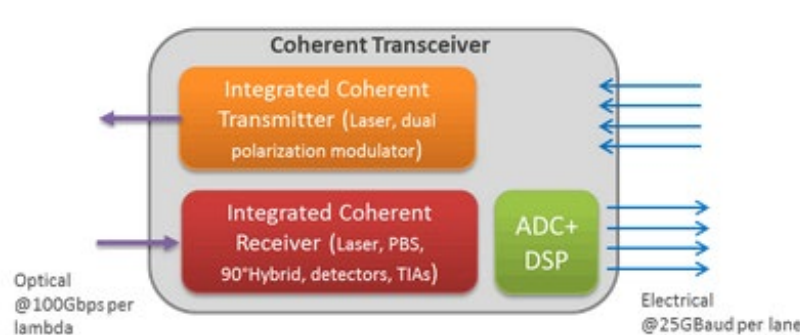 Coherent Transceiver
Integrated Coherent
Transmitter (Laser, dual
polarization modulator)
Integrated Coherent
Receiver (Laser, PBS,
90°Hybrid, detectors, TIAs)
ADC+
DSP
Optical
@100Gbps per
lambda
Electrical
@25GBaud per lane